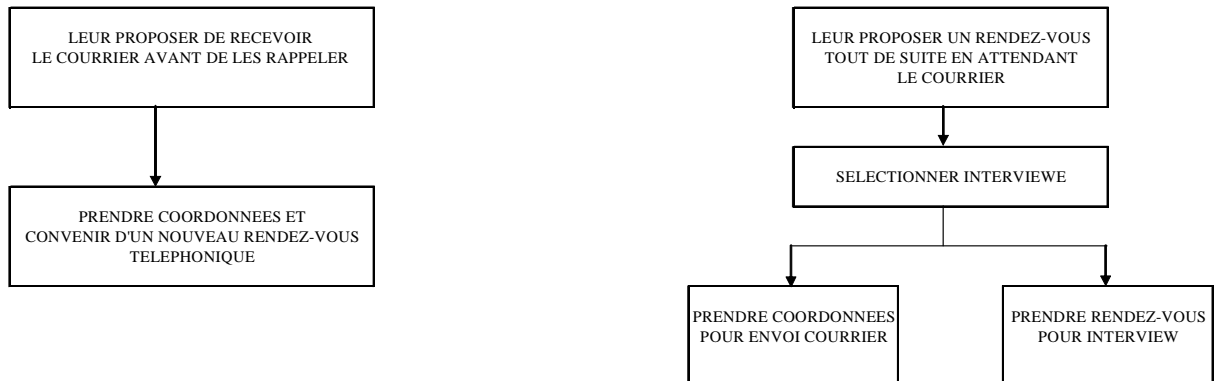 LEUR PROPOSER DE RECEVOIR
LE COURRIER AVANT DE LES RAPPELER
PRENDRE COORDONNEES ET
CONVENIR D'UN NOUVEAU RENDEZ-VOUS
TELEPHONIQUE
LEUR PROPOSER UN RENDEZ-VOUS
TOUT DE SUITE EN ATTENDANT
LE COURRIER
SELECTIONNER INTERVIEWE
PRENDRE COORDONNEES
POUR ENVOI COURRIER
PRENDRE RENDEZ-VOUS
POUR INTERVIEW